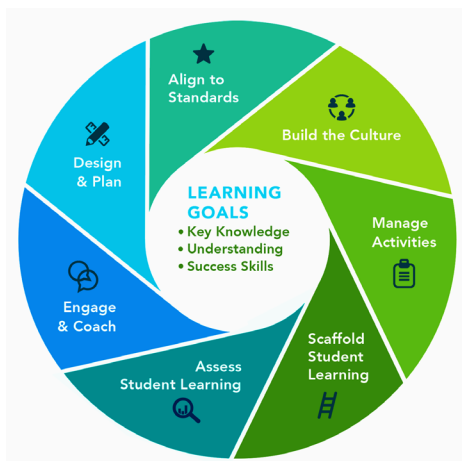 Align to
Standards
Build the Culture
Design
& Plan
LEARNING
GOALS
• Key Knowledge
• Understanding
• Success Skills
Manage
Activities
Engage
& Coach
Scaffold
Student
Learning
Assess
Student Learning